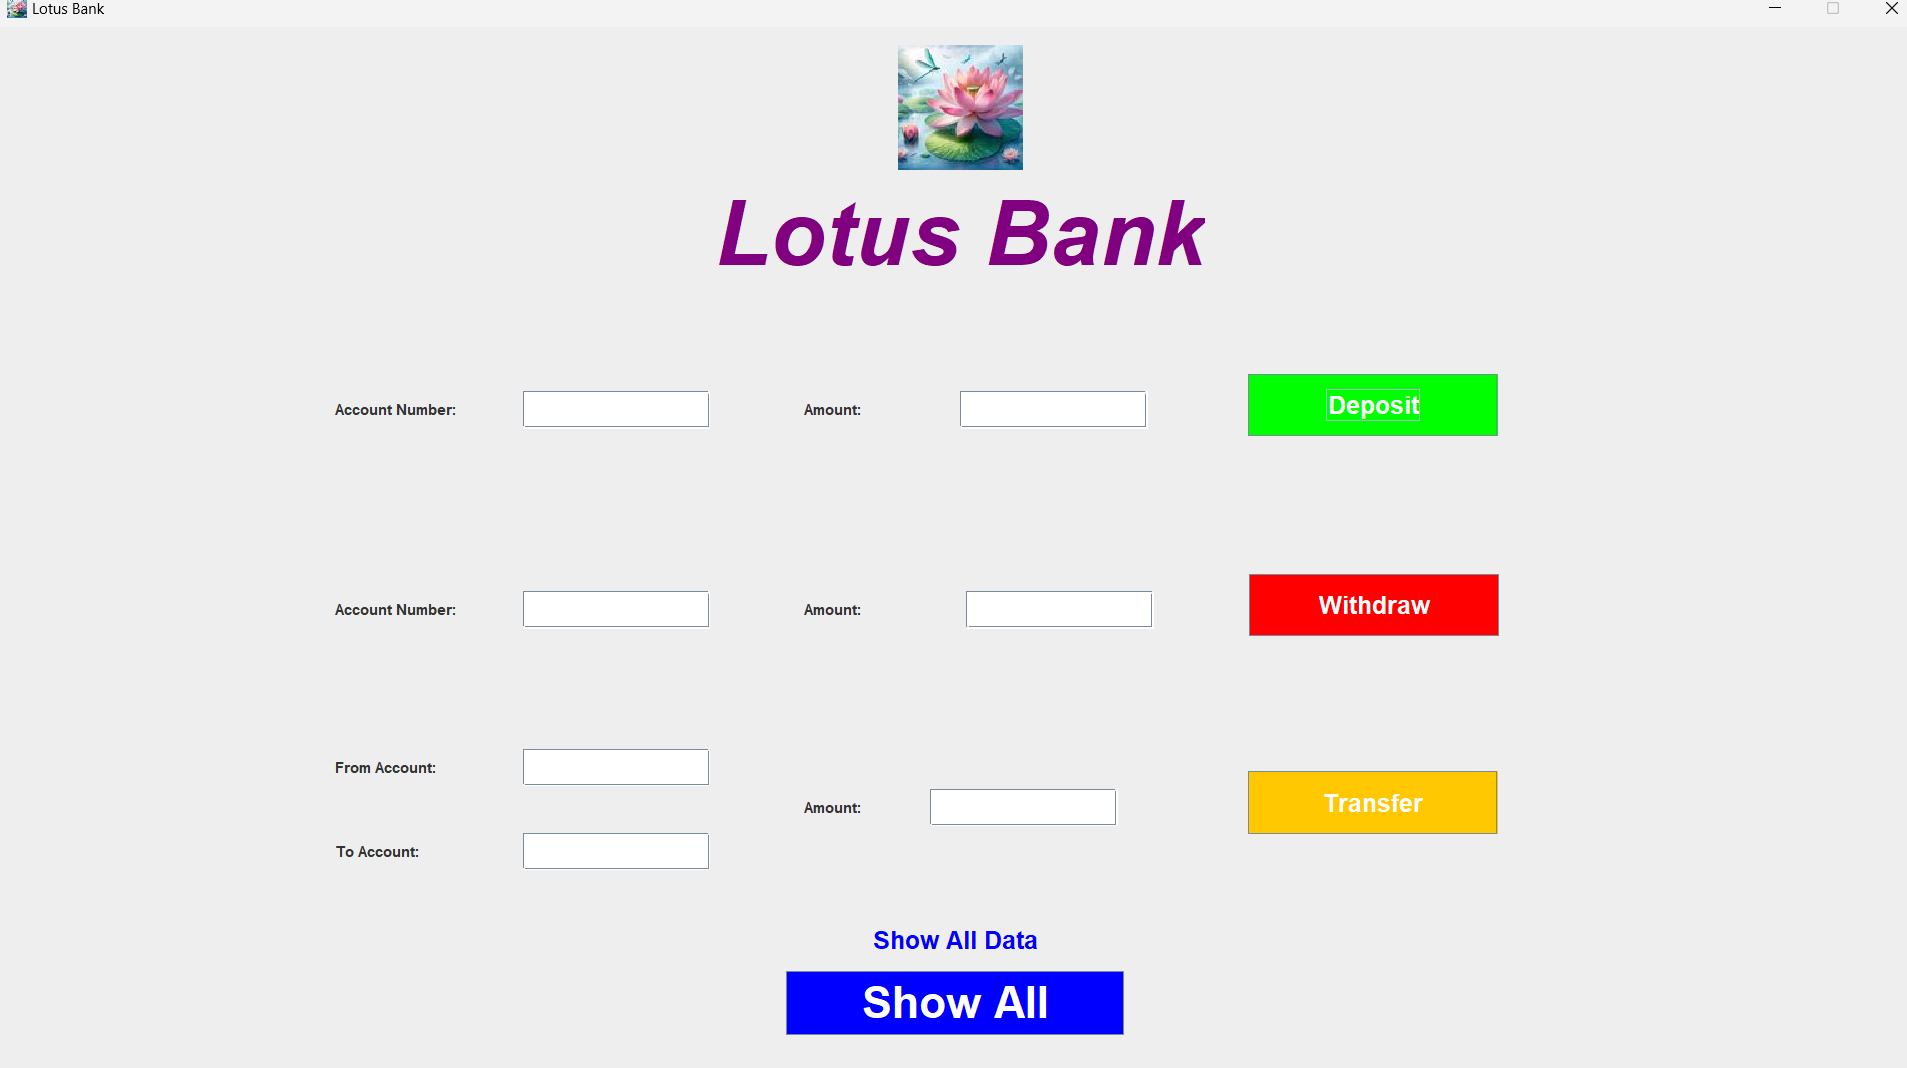 Lotus Bank
Lotus Bank
Account Number:
Amount:
Deposit
Account Number:
Amount:
Withdraw
From Account:
Amount:
Transfer
To Account:
Show All Data
Show All